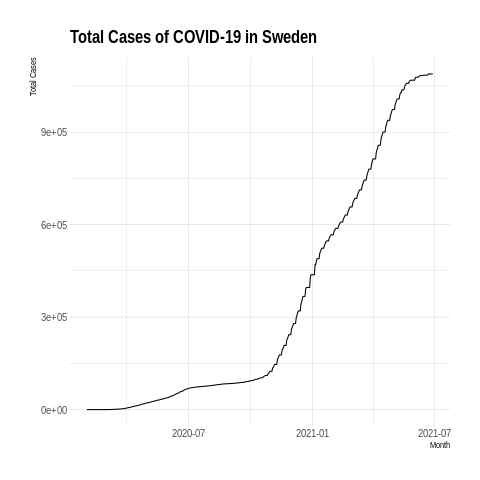 Total Cases of COVID-19 in Sweden
Total Cases
9e+05
6e+05
3e+05
0e+00
2020-07
2021-01
2021-07
Month